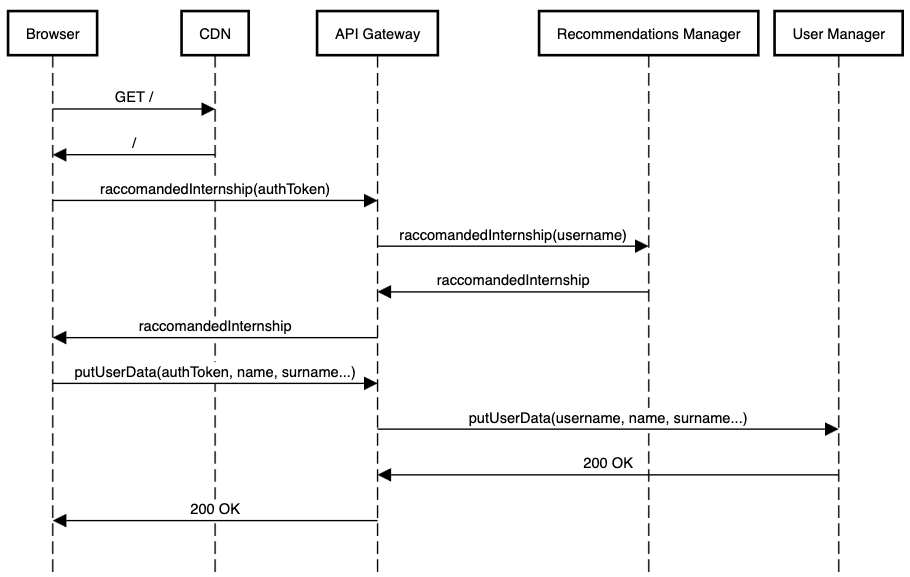 Browser
CDN
API Gateway
Recommendations Manager
User Manager
GET /
/
raccomandedInternship(authToken)
raccomandedInternship(username)
raccomandedInternship
raccomandedInternship
putUserData(authToken, name, surname...)
putUserData(username, name, surname...)
200 OK
200 OK